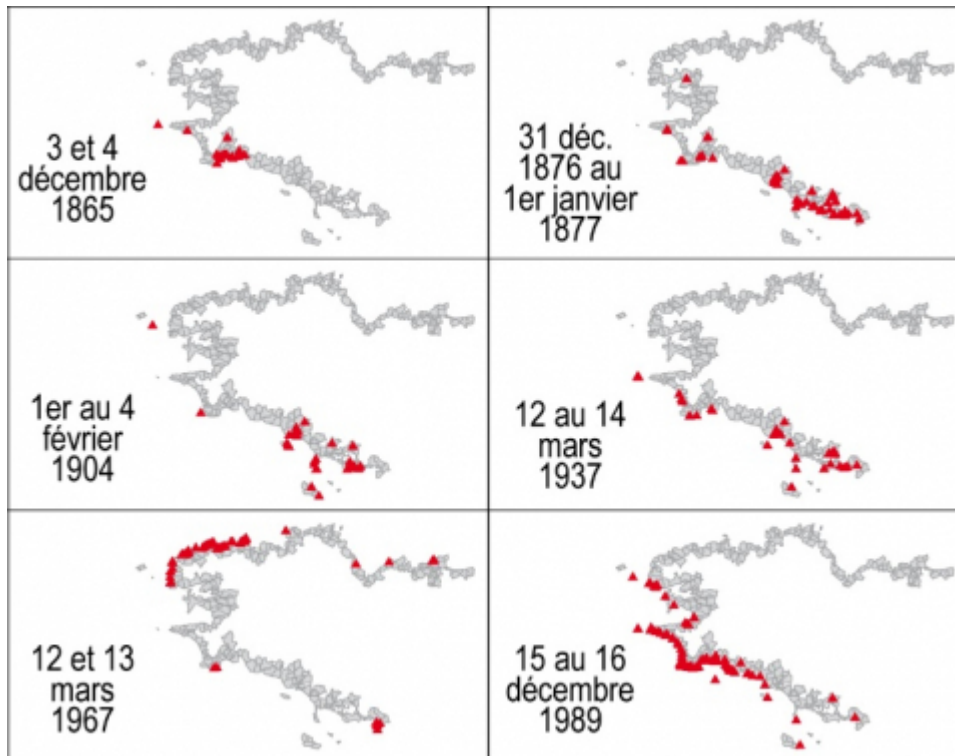 3 et 4
décembre
1865
31 déc.
1876 au
1er janvier
1877
1er au 4
février
1904
12 au 14
mars
1937
12 et 13
mars
1967
15 au 16
décembre
1989